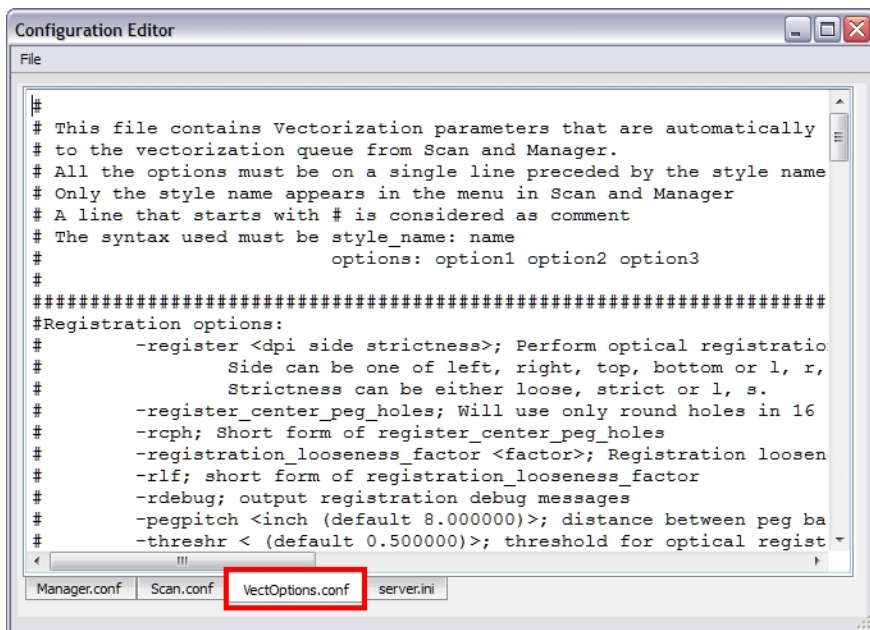 Configuration Editor
File
#
# This file contains Vectorization parameters that are automatically
# to the vectorization queue from Scan and Manager.
# All the options must be on a single line preceded by the style name
# Only the style name appears in the menu in Scan and Manager
# A line that starts with # is considered as comment
# The syntax used must be style_name: name
# options: option1 option2 option3
#
#####################################################################
#Registration options:
# -register <dpi side strictness>; Perform optical registratio
# Side can be one of left, right, top, bottom or l, r,
# Strictness can be either loose, strict or l, s.
# -register_center_peg_holes; Will use only round holes in 16
# -rcph; Short form of register_center_peg_holes
# -registration_looseness_factor <factor>; Registration loosen
# -rlf; short form of registration_looseness_factor
# -rdebug; output registration debug messages
# -pegpitch <inch (default 8.000000)>; distance between peg ba
# -threshr < (default 0.500000)>; threshold for optical regist
Manager.conf Scan.conf VectOptions.conf server.ini